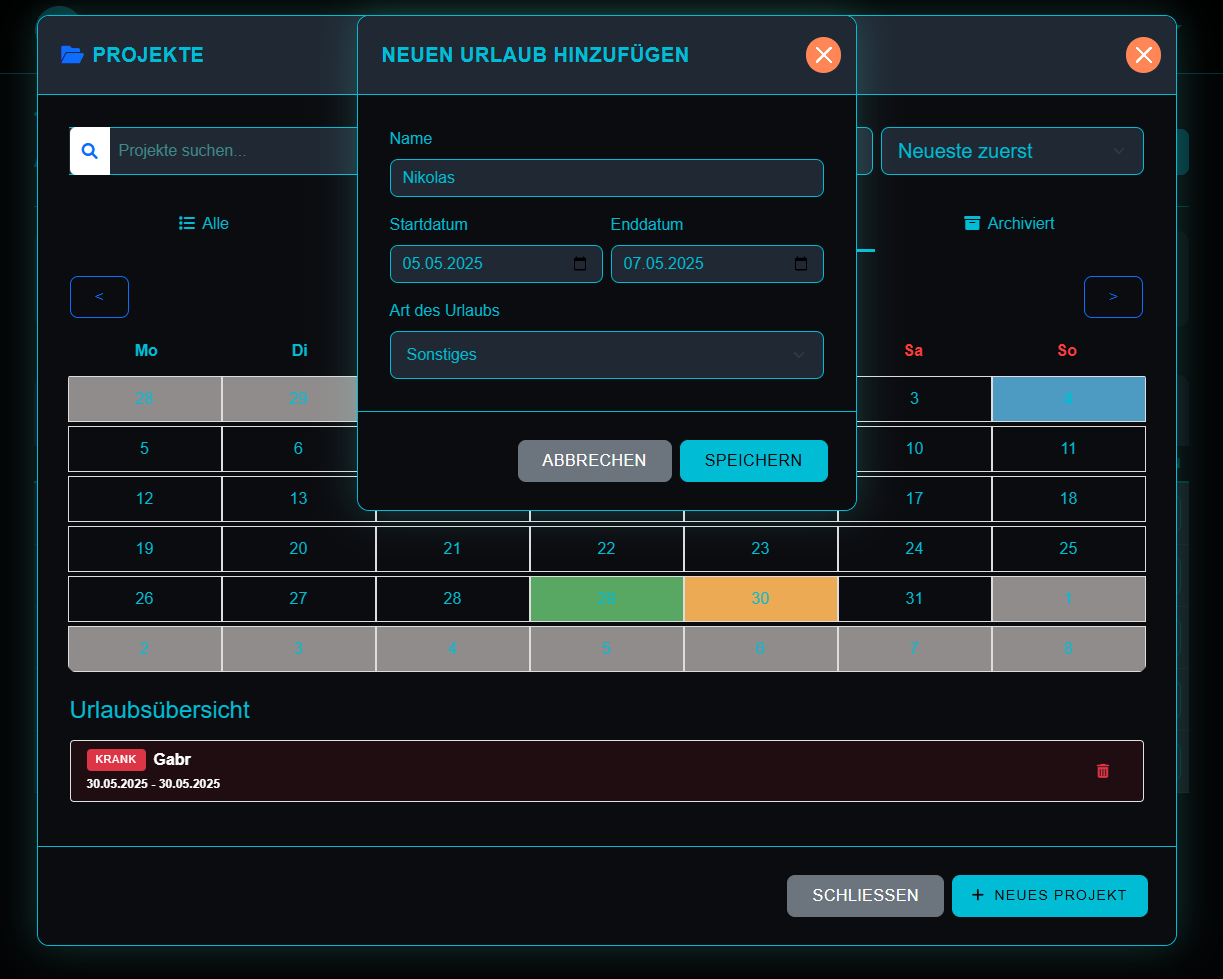 PROJEKTE
NEUEN URLAUB HINZUFÜGEN
Projekte suchen...
Neueste zuerst
Name
Nikolas
Startdatum Enddatum
05.05.2025 07.05.2025
Art des Urlaubs
Sonstiges
ABBRECHEN SPEICHERN
Alle
Archiviert
< >
Mo Di Sa So
28 29 3 4
5 6 10 11
12 13 17 18
19 20 21 22 23 24 25
26 27 28 29 30 31 1
2 3 4 5 6 7 8
Urlaubsübersicht
KRANK Gabr
30.05.2025 - 30.05.2025
SCHLIESSEN + NEUES PROJEKT